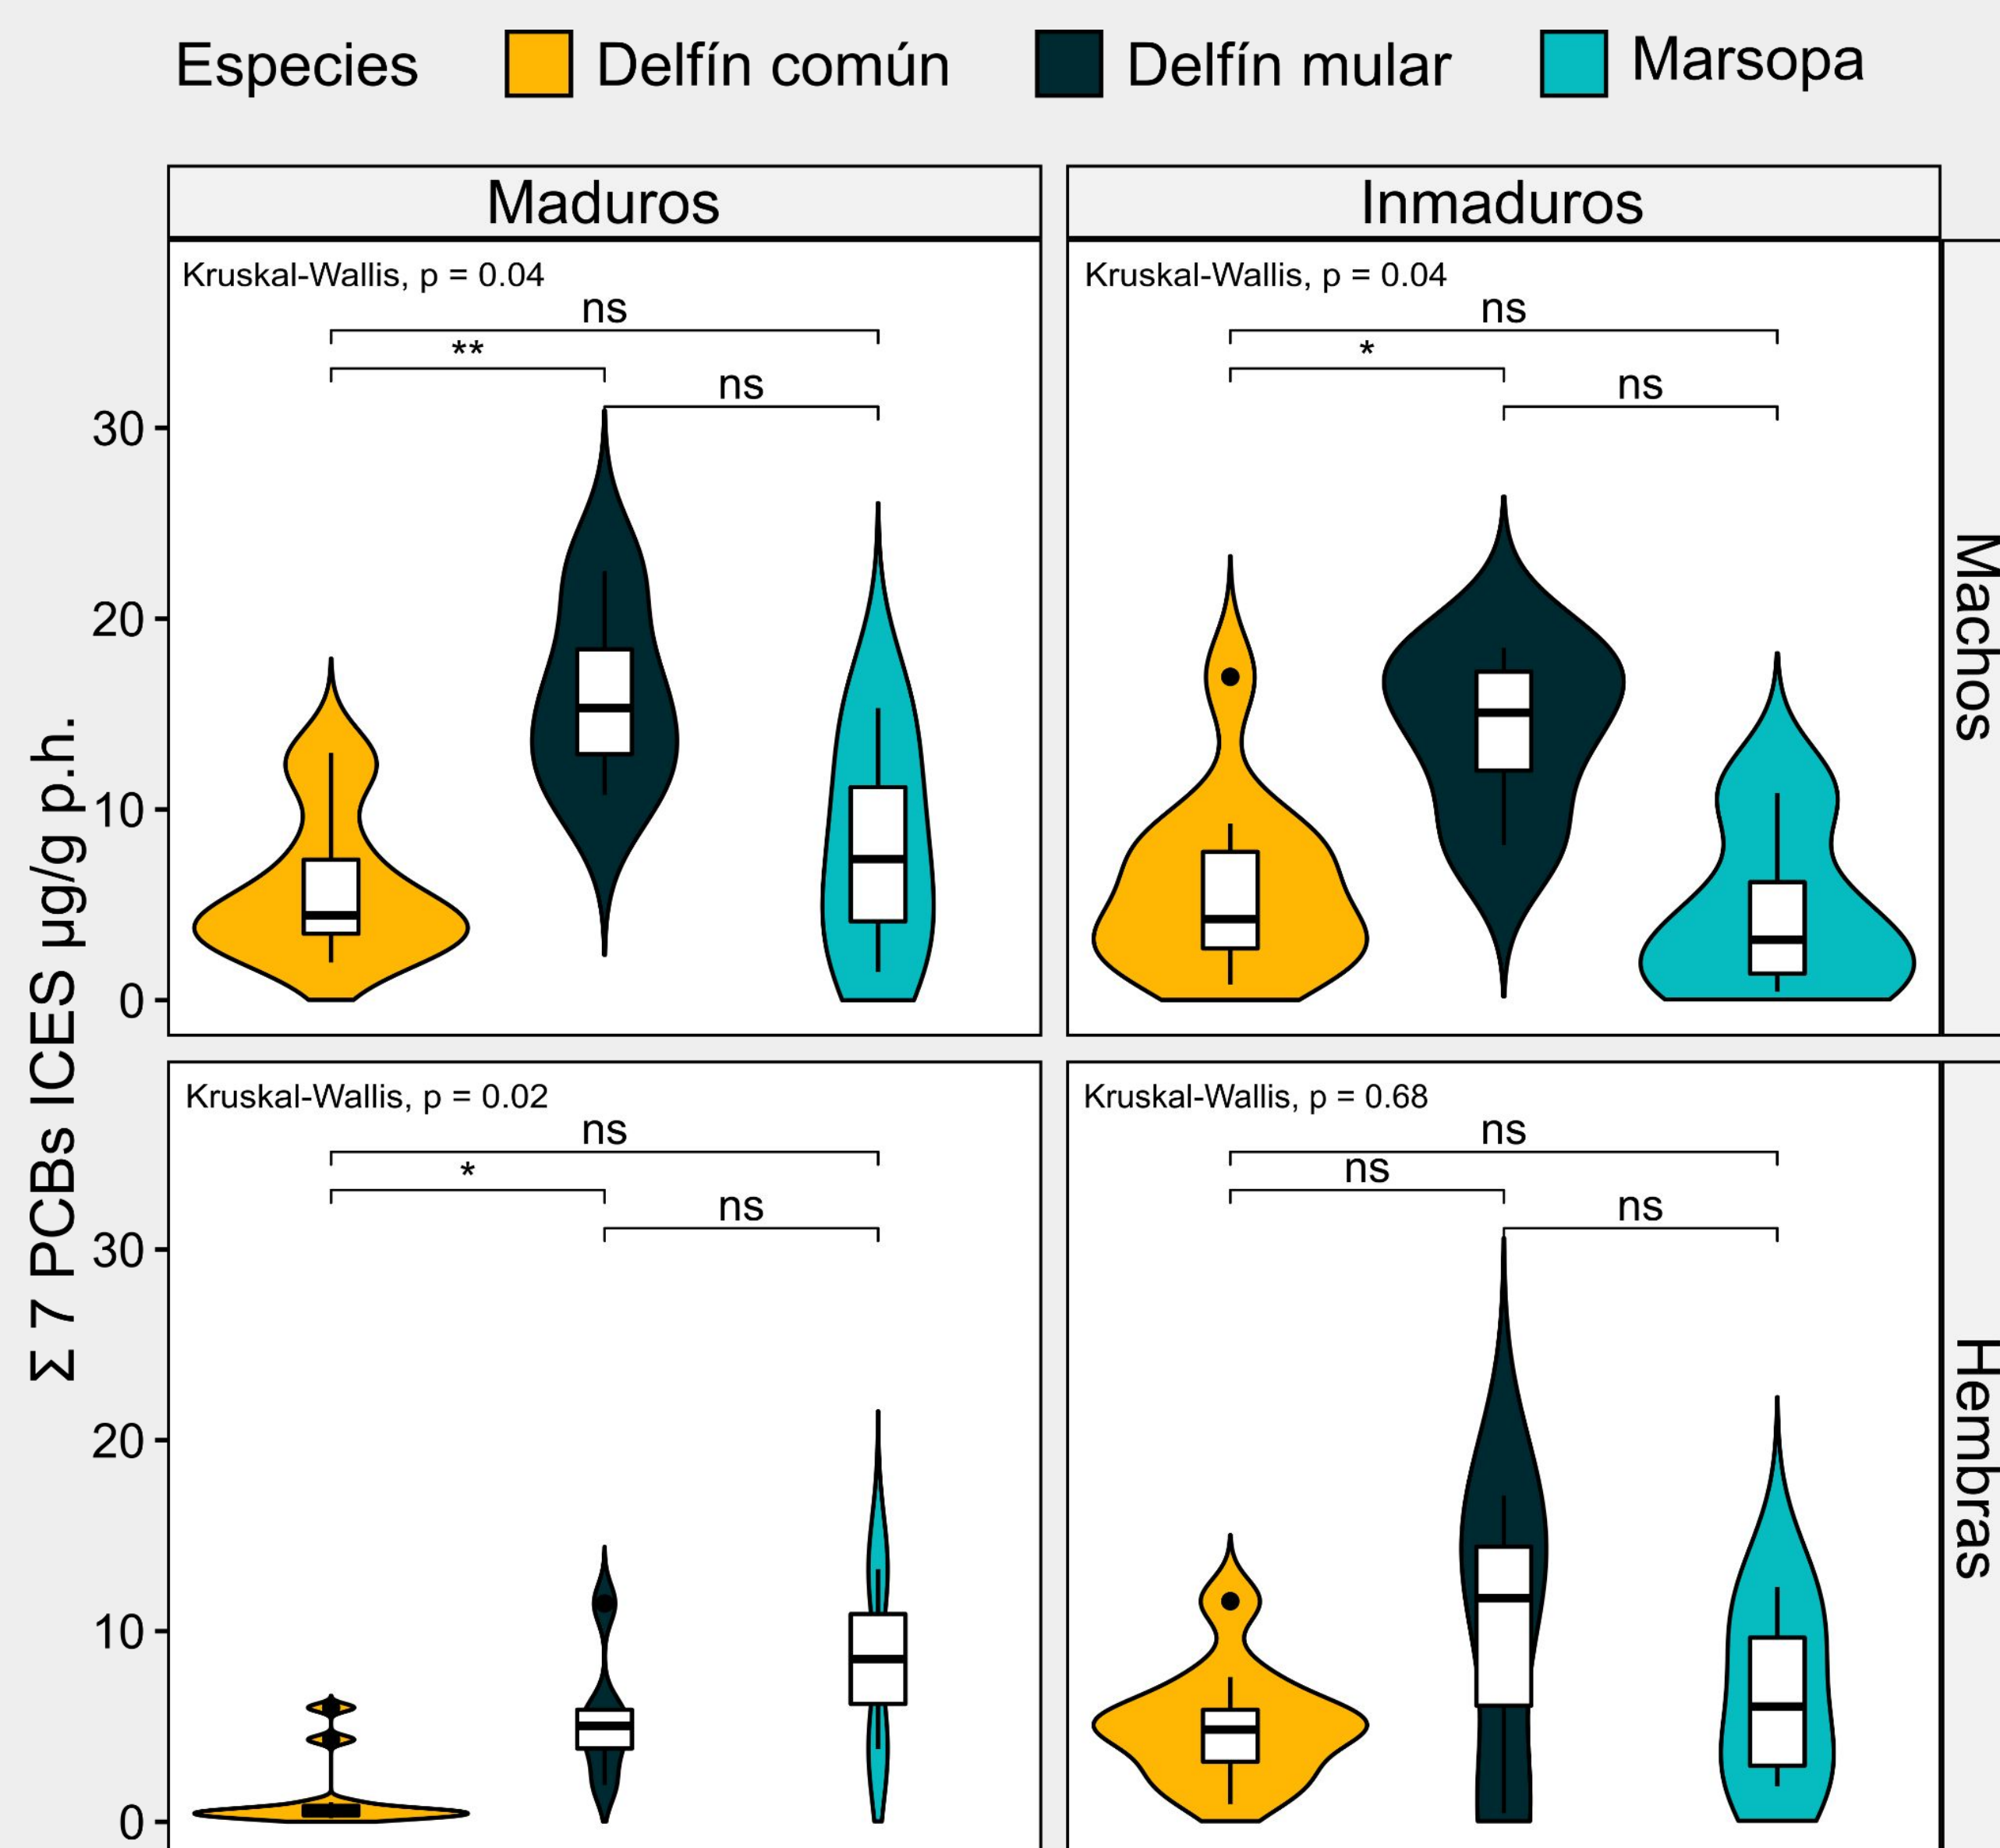 Especies Delfín común Delfín mular Marsopa
Maduros
Inmaduros
Machos
Hembras
Σ 7 PCBs ICES µg/g p.h.
Kruskal-Wallis, p = 0.04
ns
**
ns
30
20
10
0
Kruskal-Wallis, p = 0.04
ns
*
ns
Kruskal-Wallis, p = 0.02
ns
*
ns
30
20
10
0
Kruskal-Wallis, p = 0.68
ns
ns
ns